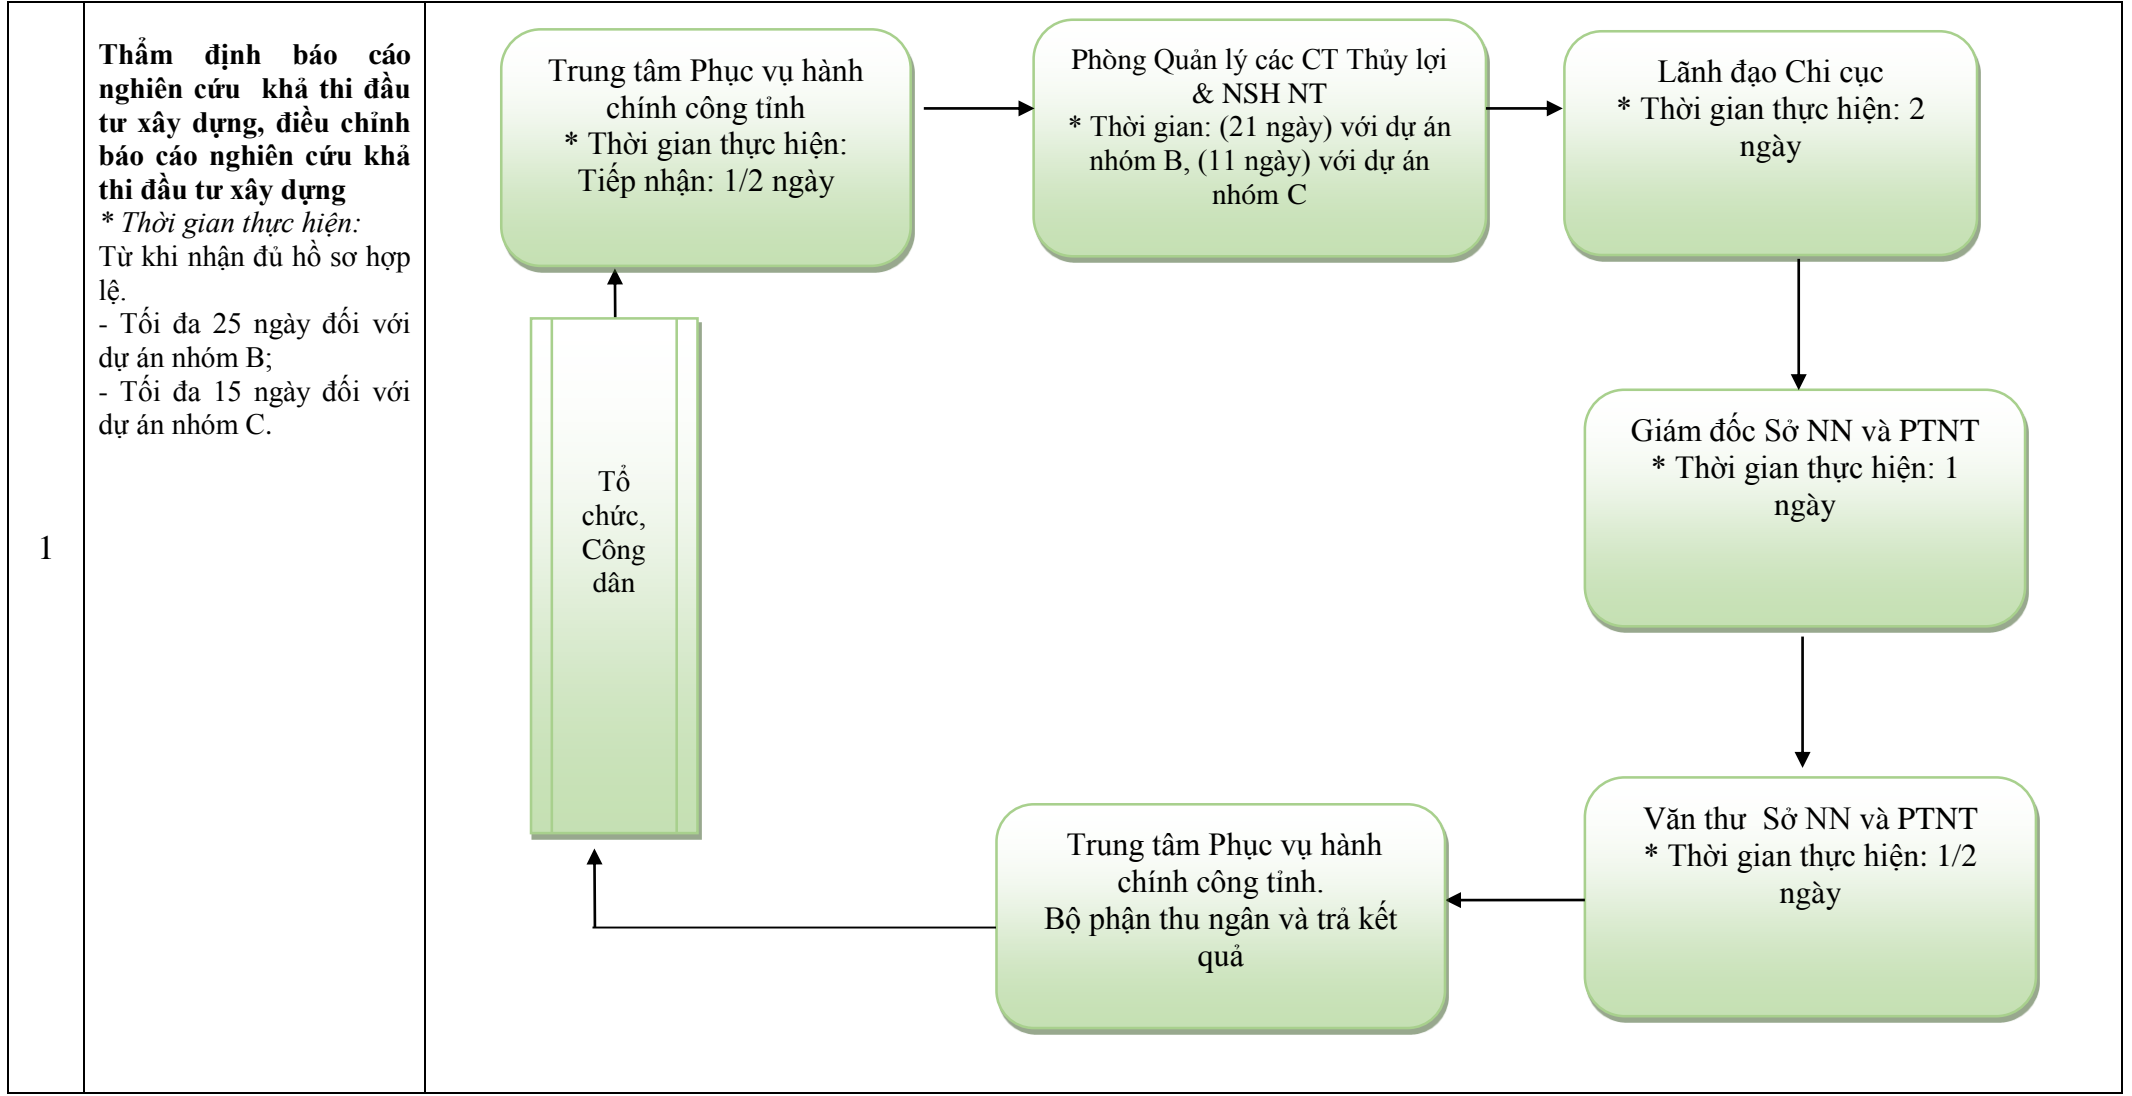 1
Thẩm định báo cáo
nghiên cứu khả thi đầu
tư xây dựng, điều chỉnh
báo cáo nghiên cứu khả
thi đầu tư xây dựng
* Thời gian thực hiện:
Từ khi nhận đủ hồ sơ hợp
lệ.
- Tối đa 25 ngày đối với
dự án nhóm B;
- Tối đa 15 ngày đối với
dự án nhóm C.
Trung tâm Phục vụ hành
chính công tỉnh
* Thời gian thực hiện:
Tiếp nhận: 1/2 ngày
Phòng Quản lý các CT Thủy lợi
& NSH NT
* Thời gian: (21 ngày) với dự án
nhóm B, (11 ngày) với dự án
nhóm C
Lãnh đạo Chi cục
* Thời gian thực hiện: 2
ngày
Giám đốc Sở NN và PTNT
* Thời gian thực hiện: 1
ngày
Văn thư Sở NN và PTNT
* Thời gian thực hiện: 1/2
ngày
Trung tâm Phục vụ hành
chính công tỉnh.
Bộ phận thu ngân và trả kết
quả
Tổ
chức,
Công
dân